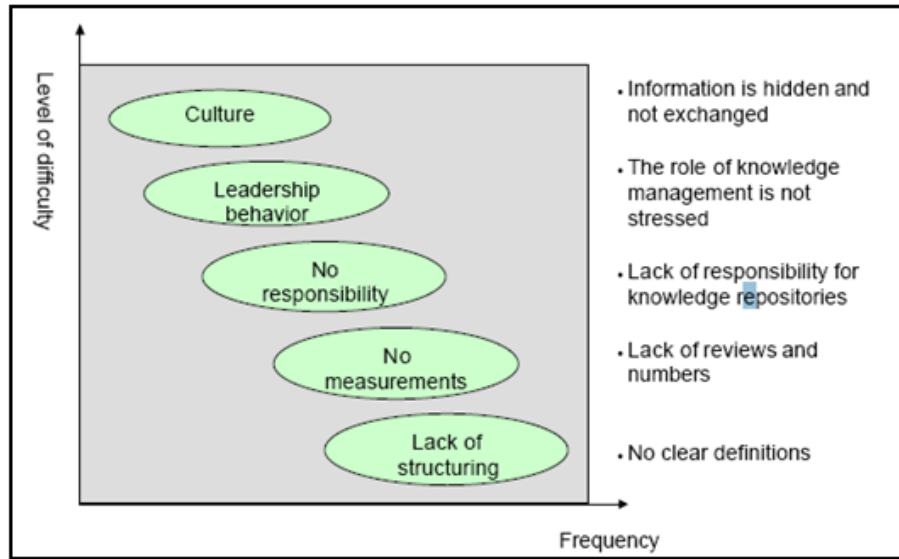 Level of difficulty
Culture
Leadership
behavior
No
responsibility
No
measurements
Lack of
structuring
• Information is hidden and
not exchanged
• The role of knowledge
management is not
stressed
• Lack of responsibility for
knowledge repositories
• Lack of reviews and
numbers
• No clear definitions
Frequency